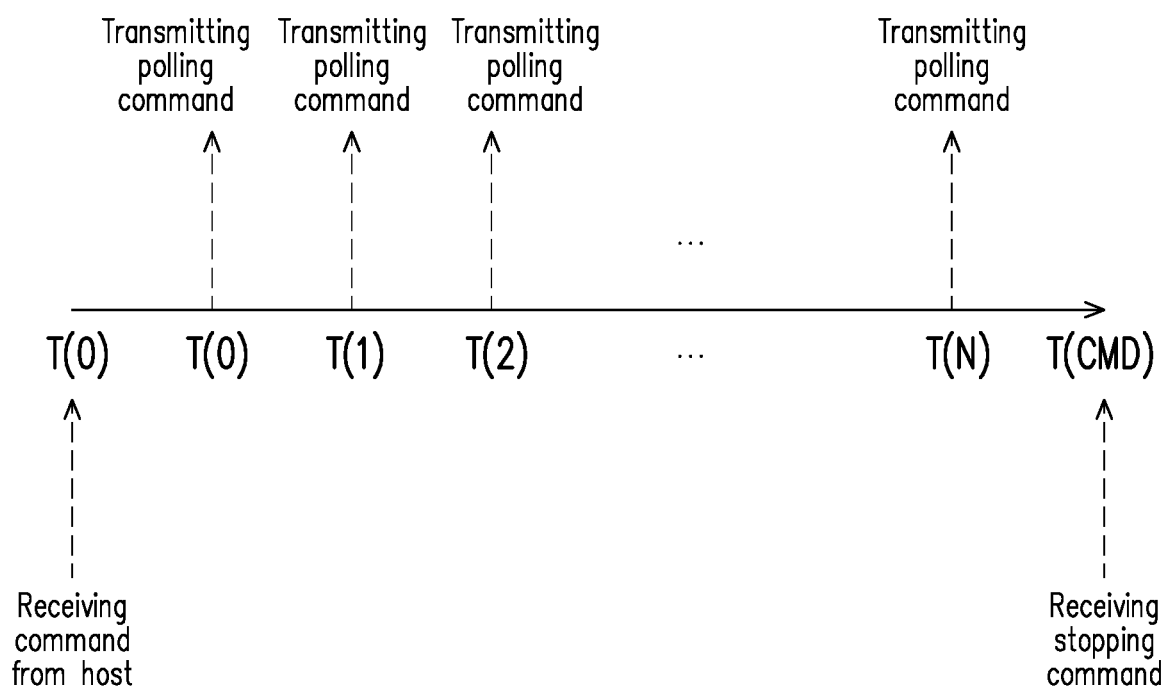 Transmitting
polling
command
Transmitting
polling
command
Transmitting
polling
command
Transmitting
polling
command
...
T(0) T(0) T(1) T(2) ... T(N) T(CMD)
Receiving
command
from host
Receiving
stopping
command